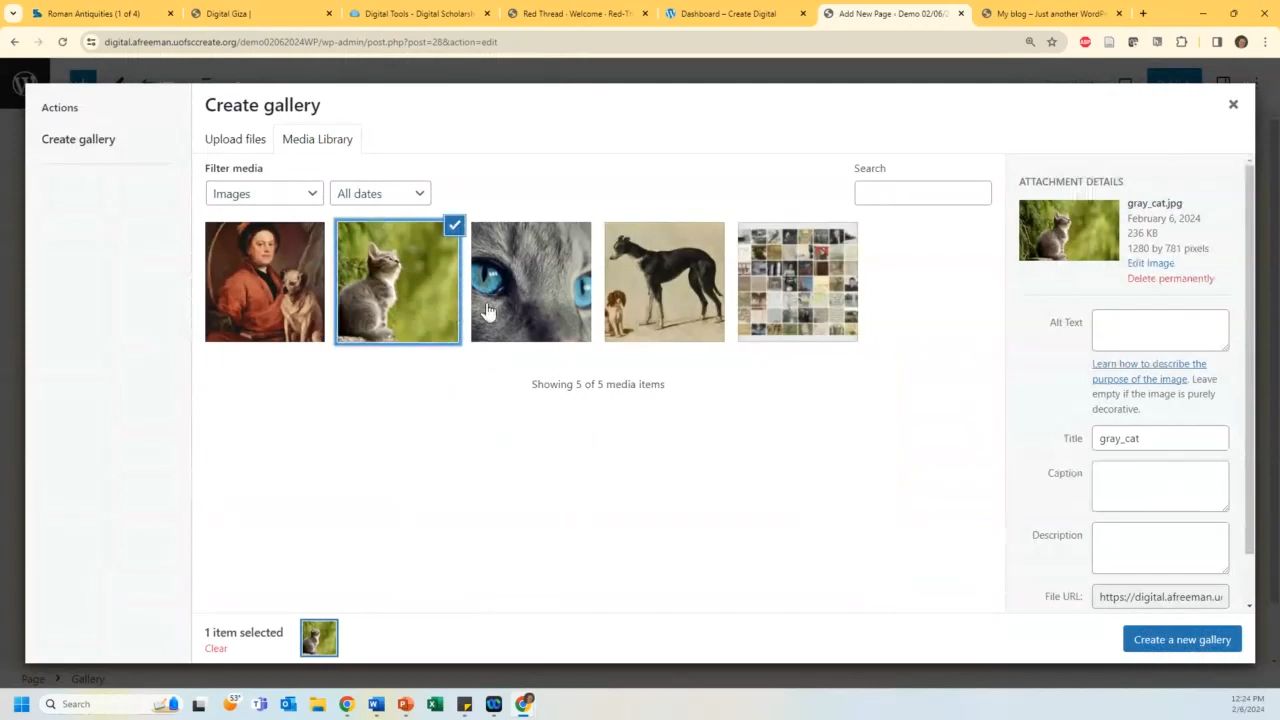 Roman Antiquities (1 of 4)
Digital Giza |
Digital Tools - Digital Scholarsh
Red Thread · Welcome · Red-Th
Dashboard – Create Digital
Add New Page ‹ Demo 02/06/2
My blog – Just another WordP
digital.afreeman.uofsccreate.org/demo02062024WP/wp-admin/post.php?post=28&action=edit
Actions
Create gallery
Create gallery
Upload files
Media Library
Filter media
Images
All dates
Search
Showing 5 of 5 media items
ATTACHMENT DETAILS
gray_cat.jpg
February 6, 2024
236 KB
1280 by 781 pixels
Edit Image
Delete permanently
Alt Text
Learn how to describe the
purpose of the image. Leave
empty if the image is purely
decorative.
Title
gray_cat
Caption
Description
File URL:
https://digital.afreeman.u
1 item selected
Clear
Create a new gallery
Page > Gallery
Search
53°
12:24 PM
2/6/2024